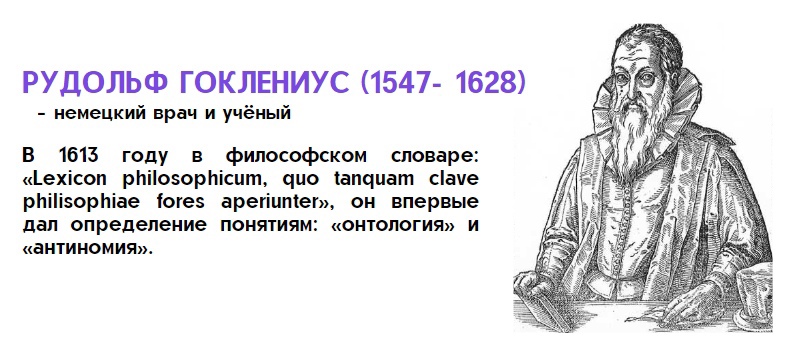 РУДОЛЬФ ГОКЛЕНИУС (1547- 1628)
- немецкий врач и учёный
В 1613 году в философском словаре:
«Lexicon philosophicum, quo tanquam clave
philisophiae fores aperiunter», он впервые
дал определение понятиям: «онтология» и
«антиномия».